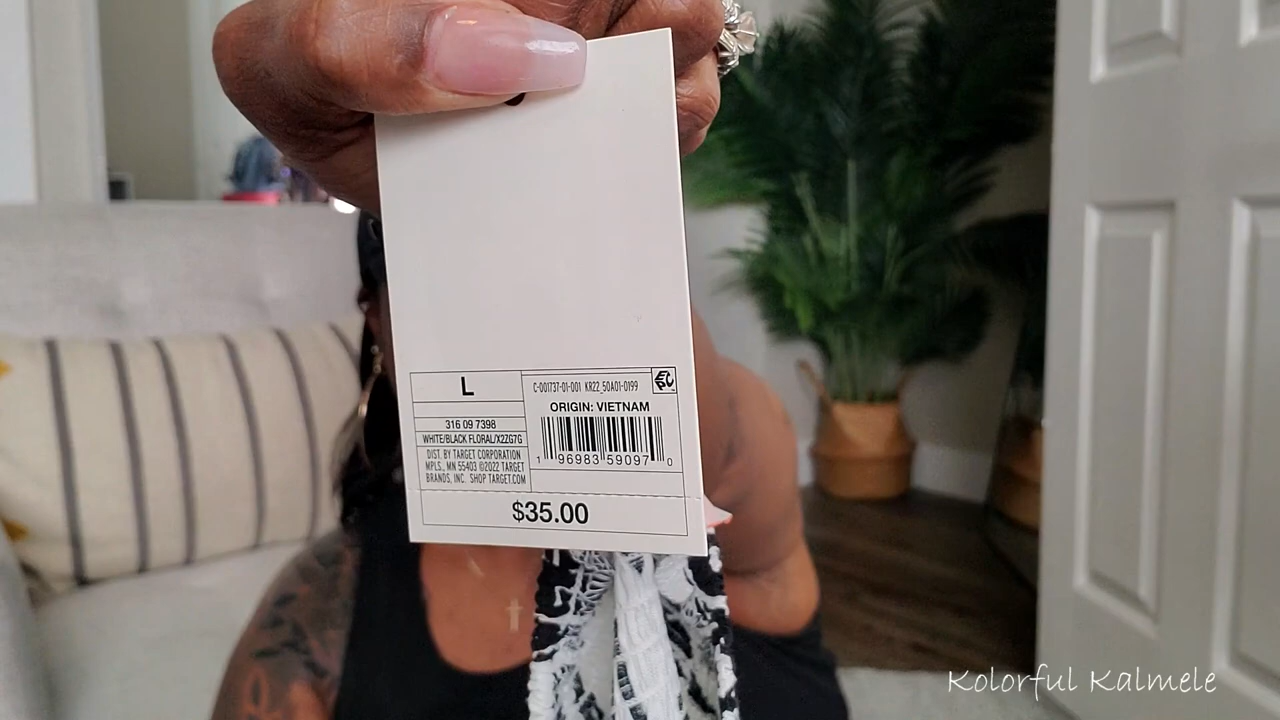 L
C-001737-01-001 KR22_50A01-0199
ORIGIN: VIETNAM
316 09 7398
WHITE/BLACK FLORAL/X2ZG7G
DIST. BY TARGET CORPORATION
MPLS., MN 55403 ©2022 TARGET
BRANDS, INC. SHOP TARGET.COM
1 96983 59097 0
$35.00
Kolorful Kalmele